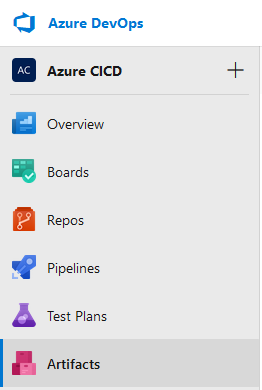 Azure DevOps
AC Azure CICD +
Overview
Boards
Repos
Pipelines
Test Plans
Artifacts